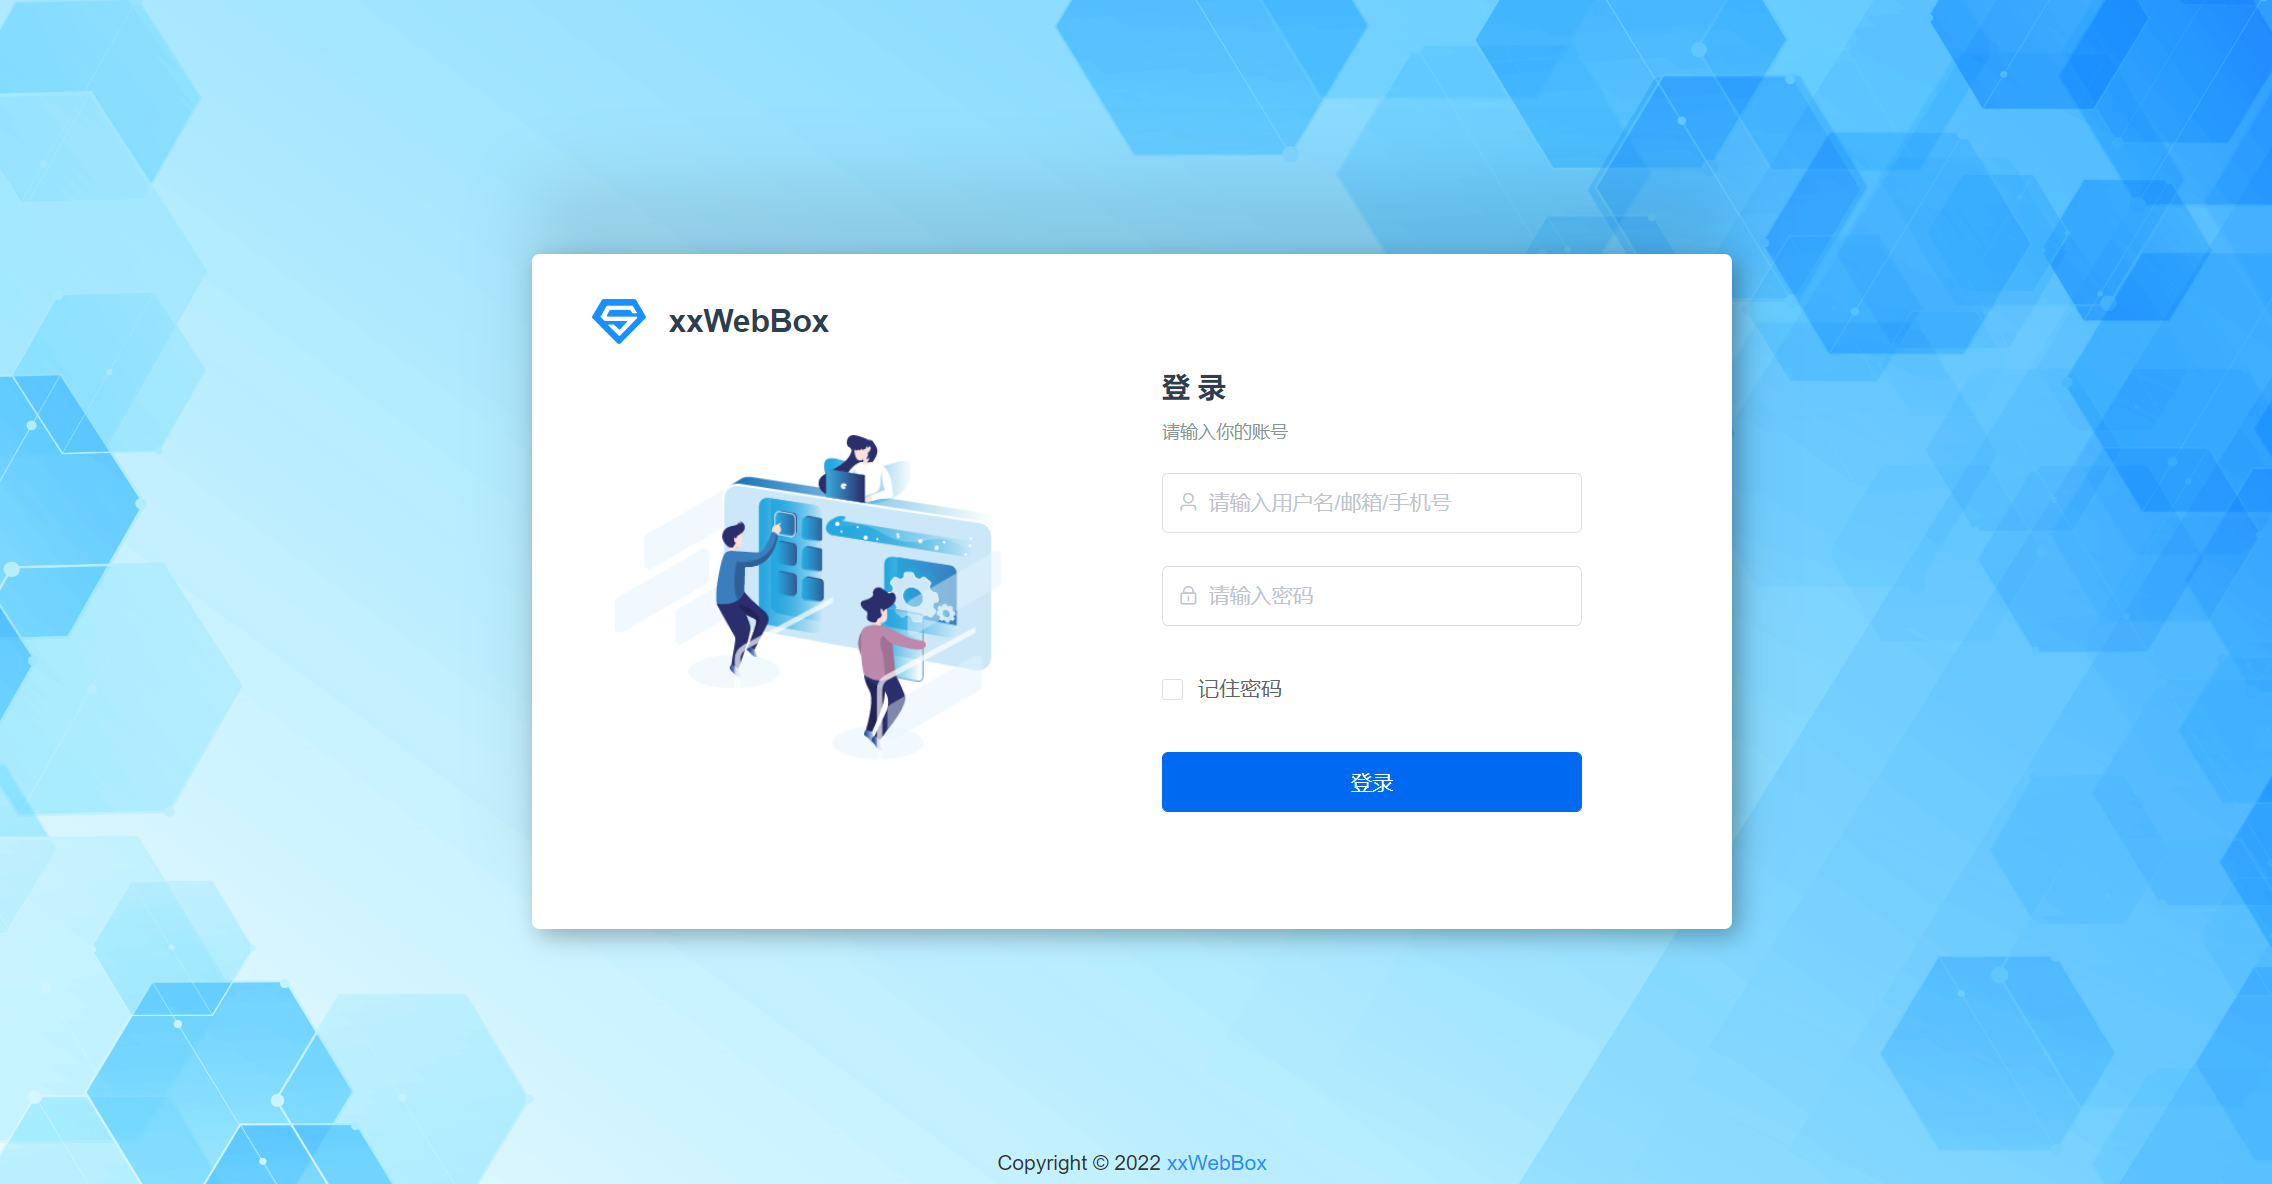 xxWebBox
登 录
请输入你的账号
请输入用户名/邮箱/手机号
请输入密码
记住密码
登录
Copyright © 2022 xxWebBox